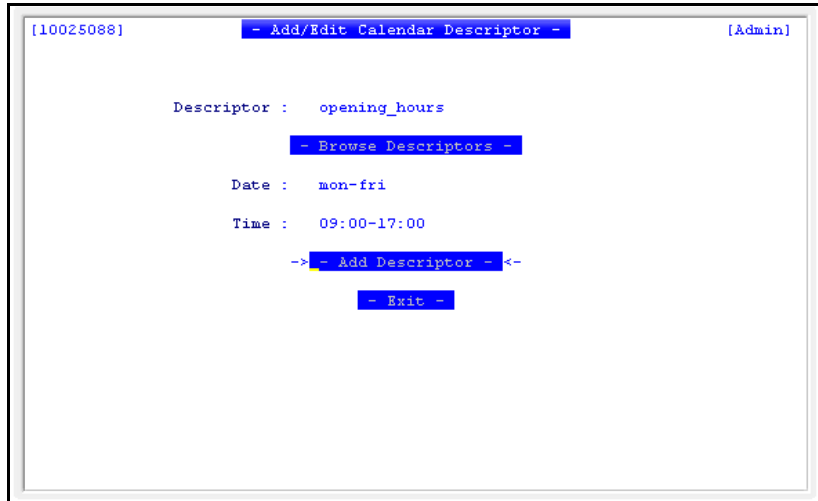 [10025088] - Add/Edit Calendar Descriptor - [Admin]
Descriptor : opening_hours
- Browse Descriptors -
Date : mon-fri
Time : 09:00-17:00
-> - Add Descriptor - <-
- Exit -